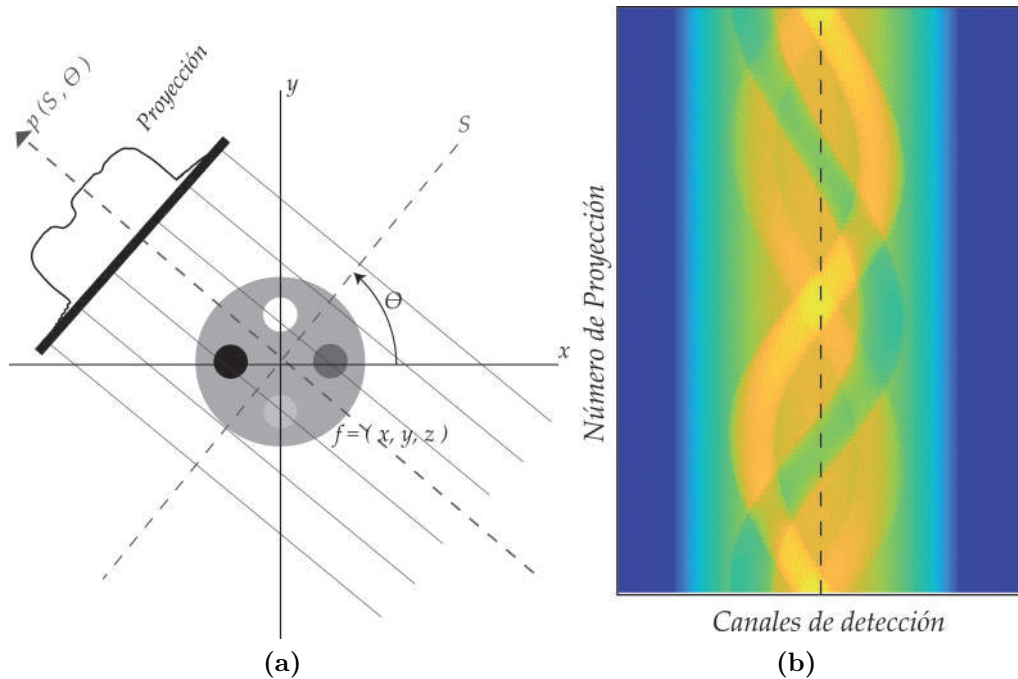 p(S, Θ)
Proyección
y
S
Θ
x
f=(x, y, z)
(a)
Número de Proyección
Canales de detección
(b)